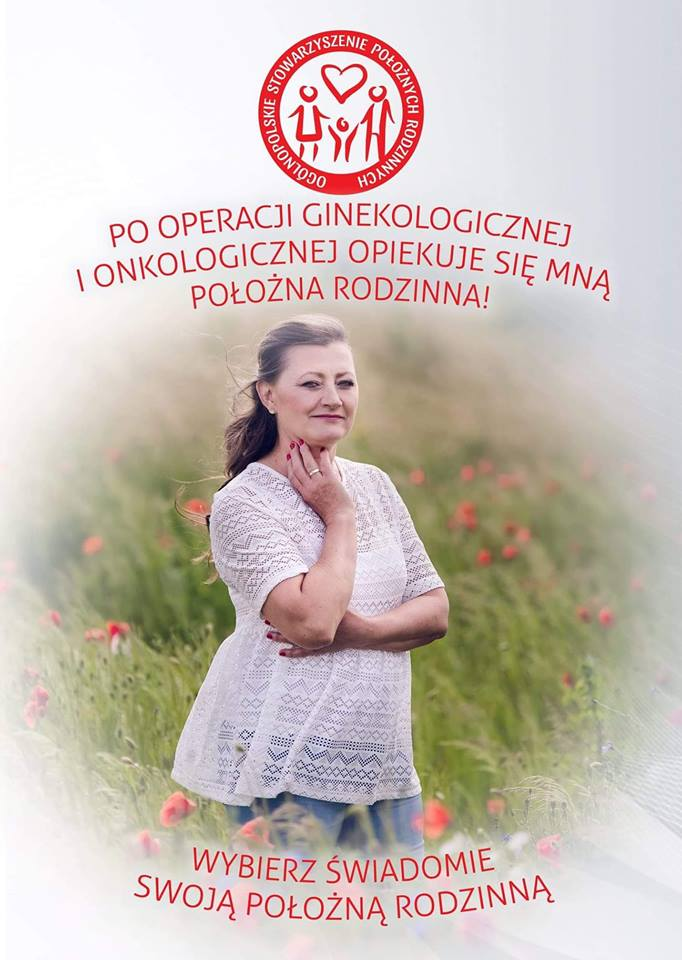 OGÓLNOPOLSKIE STOWARZYSZENIE POŁOŻNYCH RODZINNYCH
PO OPERACJI GINEKOLOGICZNEJ
I ONKOLOGICZNEJ OPIEKUJE SIĘ MNĄ
POŁOŻNA RODZINNA!
WYBIERZ ŚWIADOMIE
SWOJĄ POŁOŻNĄ RODZINNĄ